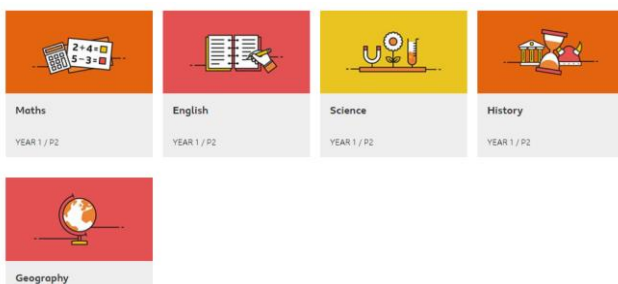 2+4=
5-3=
Maths
YEAR 1 / P2
English
YEAR 1 / P2
Science
YEAR 1 / P2
History
YEAR 1 / P2
Geography